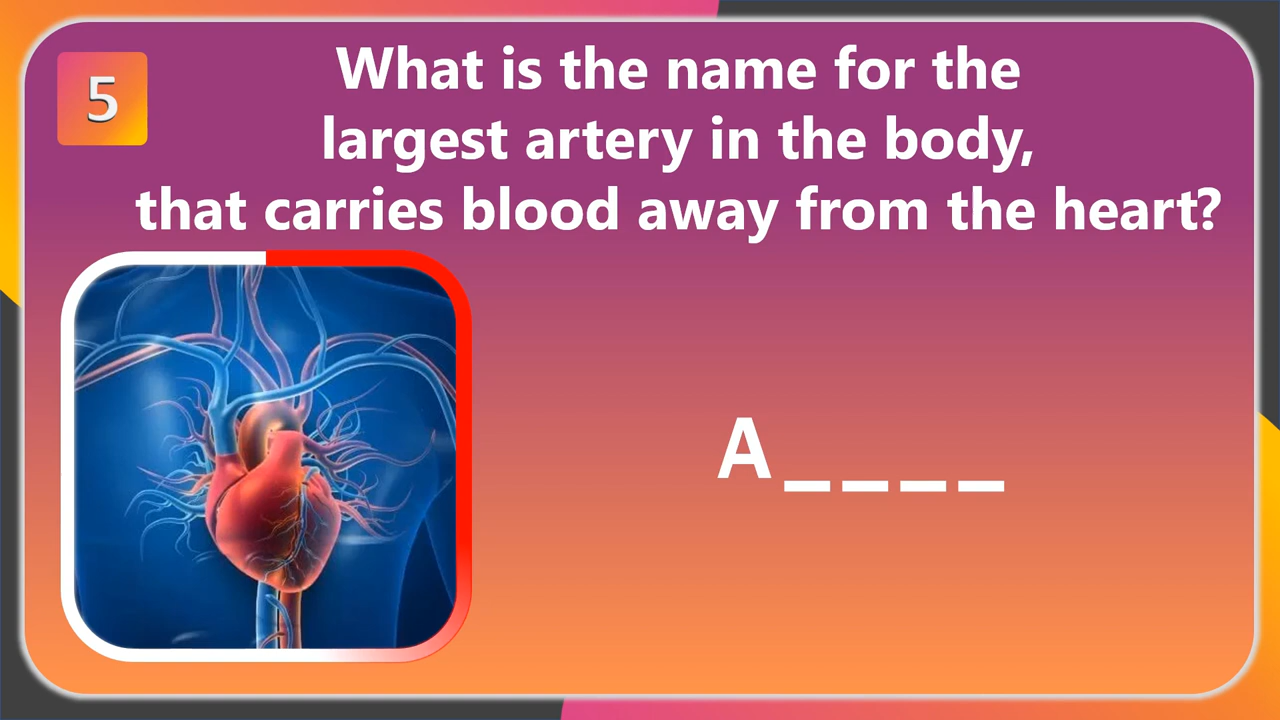 5
What is the name for the
largest artery in the body,
that carries blood away from the heart?
A _ _ _ _